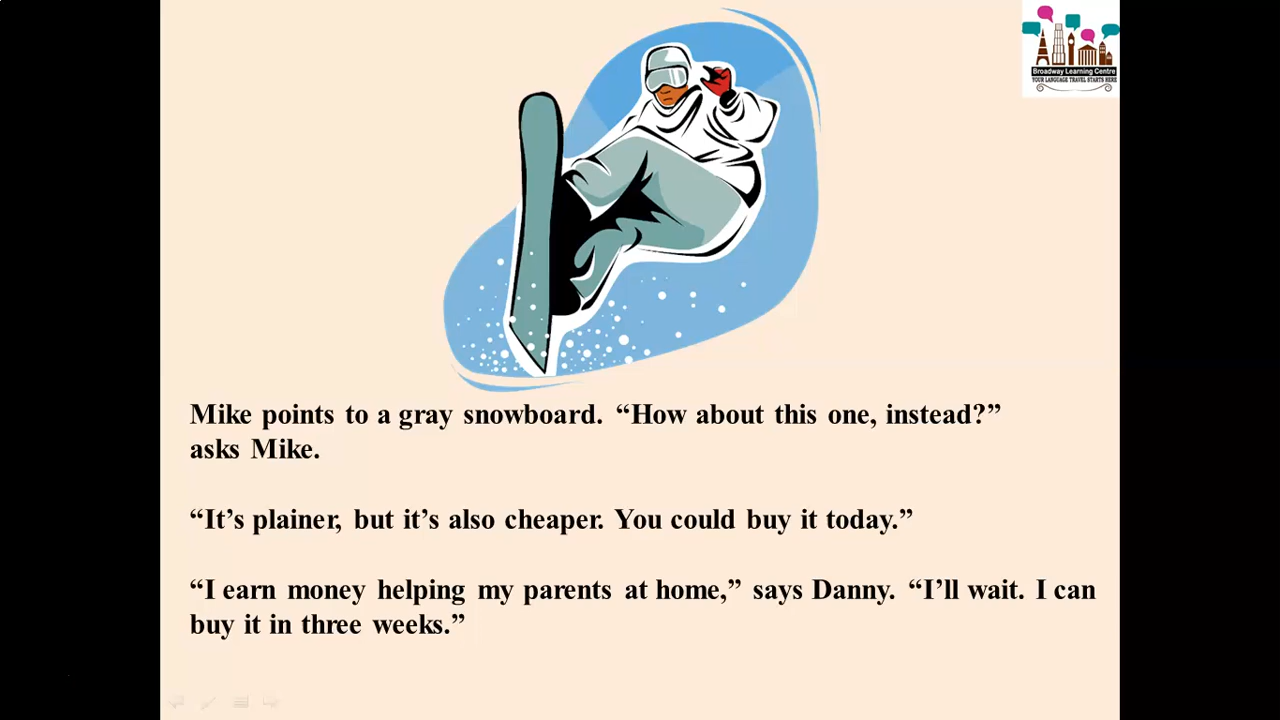 Broadway Learning Centre
YOUR LANGUAGE TRAVEL STARTS HERE
Mike points to a gray snowboard. “How about this one, instead?”
asks Mike.
“It’s plainer, but it’s also cheaper. You could buy it today.”
“I earn money helping my parents at home,” says Danny. “I’ll wait. I can
buy it in three weeks.”